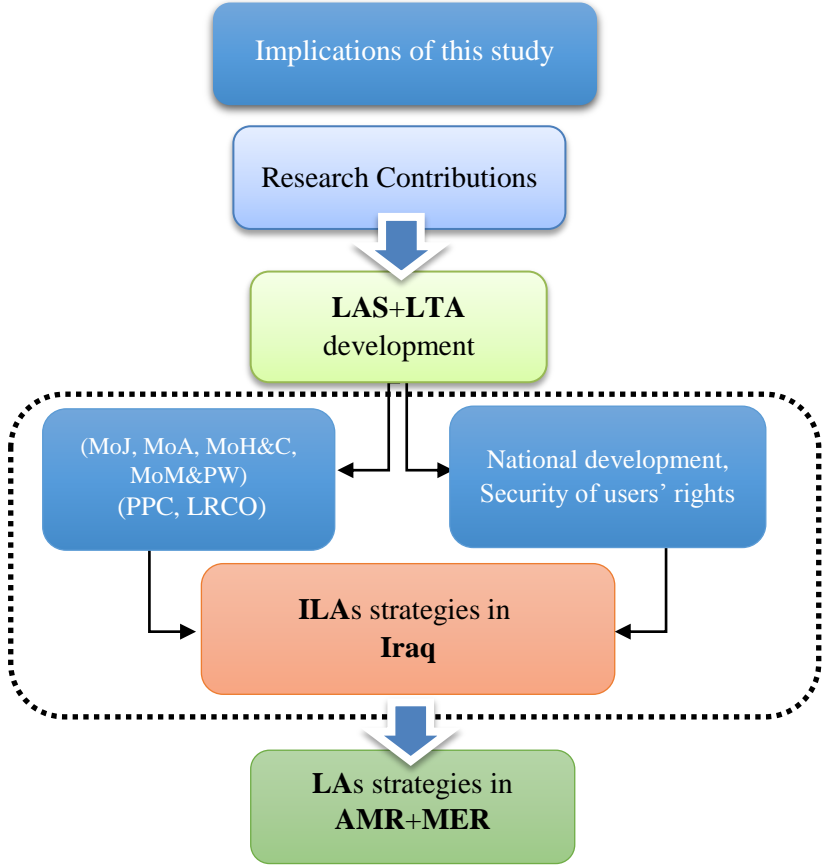 Implications of this study
Research Contributions
LAS+LTA
development
(MoJ, MoA, MoH&C,
MoM&PW)
(PPC, LRCO)
National development,
Security of users’ rights
ILAs strategies in
Iraq
LAs strategies in
AMR+MER